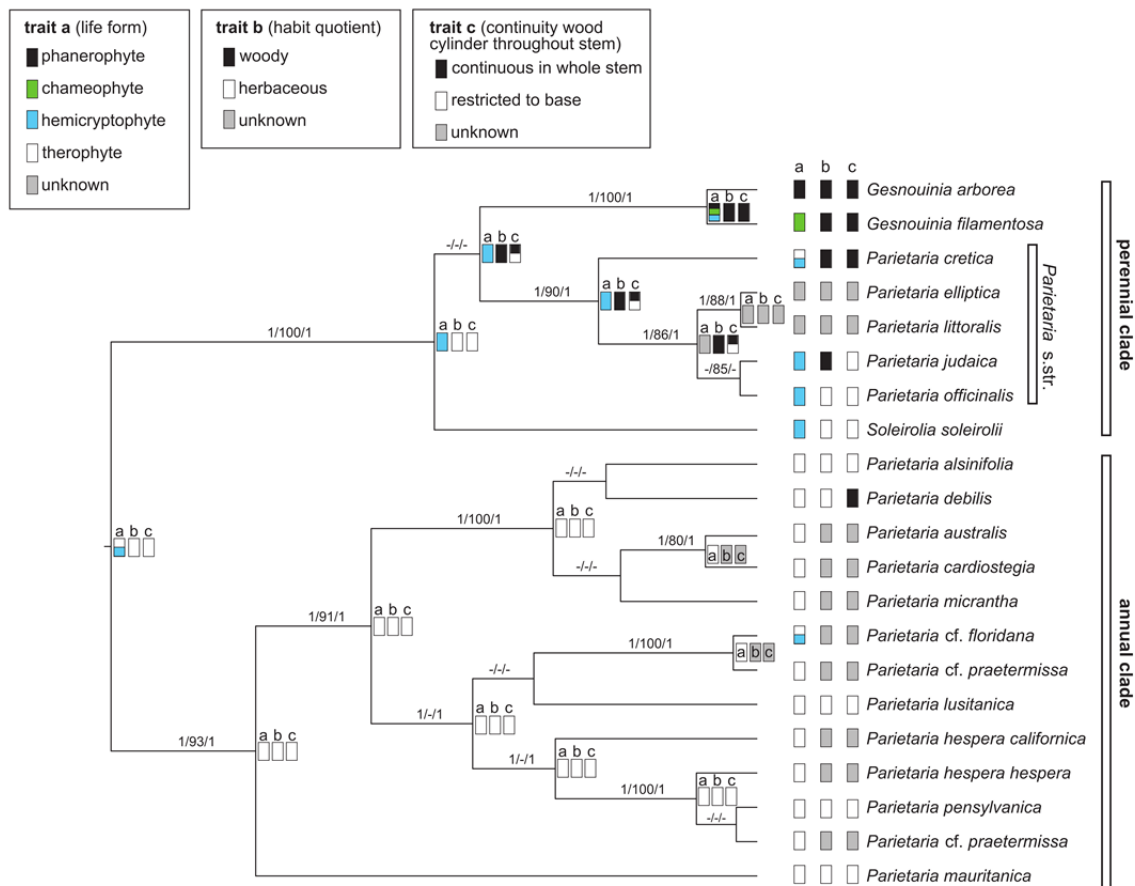 trait a (life form)
phanerophyte
chameophyte
hemicryptophyte
therophyte
unknown
trait b (habit quotient)
woody
herbaceous
unknown
trait c (continuity wood
cylinder throughout stem)
continuous in whole stem
restricted to base
unknown
a b c
Gesnouinia arborea
1/100/1
a b c
Gesnouinia filamentosa
-/-/-
a b c
Parietaria cretica
1/90/1
a b c
1/88/1
a b c
Parietaria elliptica
Parietaria littoralis
1/100/1
a b c
1/86/1
a b c
Parietaria judaica
-/85/-
Parietaria officinalis
Parietaria s.str.
Soleirolia soleirolii
perennial clade
Parietaria alsinifolia
-/-/-
Parietaria debilis
1/100/1
a b c
Parietaria australis
1/80/1
a b c
a b c
Parietaria cardiostegia
-/-/-
Parietaria micrantha
1/91/1
a b c
Parietaria cf. floridana
1/100/1
a b c
Parietaria cf. praetermissa
-/-/-
Parietaria lusitanica
1/-/1
a b c
Parietaria hespera californica
1/93/1
a b c
1/-/1
a b c
Parietaria hespera hespera
1/100/1
a b c
Parietaria pensylvanica
-/-/-
Parietaria cf. praetermissa
Parietaria mauritanica
annual clade